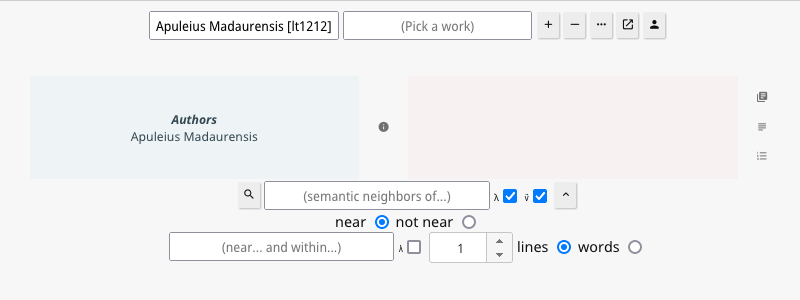 Apuleius Madaurensis [lt1212] (Pick a work) + − ...
Authors
Apuleius Madaurensis
(semantic neighbors of...) λ ṽ
near not near
(near... and within...) λ 1 lines words